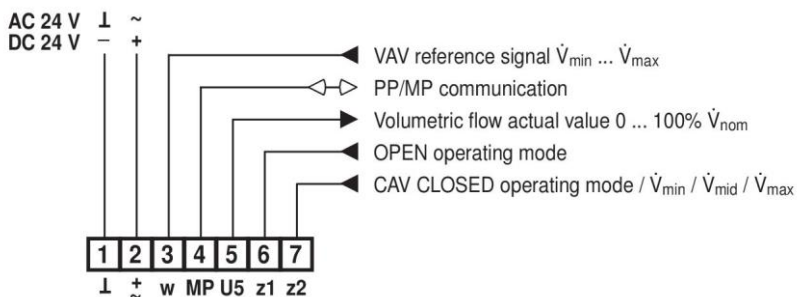 AC 24 V ⊥ ~
DC 24 V − +
VAV reference signal V̇min ... V̇max
PP/MP communication
Volumetric flow actual value 0 ... 100% V̇nom
OPEN operating mode
CAV CLOSED operating mode / V̇min / V̇mid / V̇max
1 2 3 4 5 6 7
⊥ +~ w MP U5 z1 z2